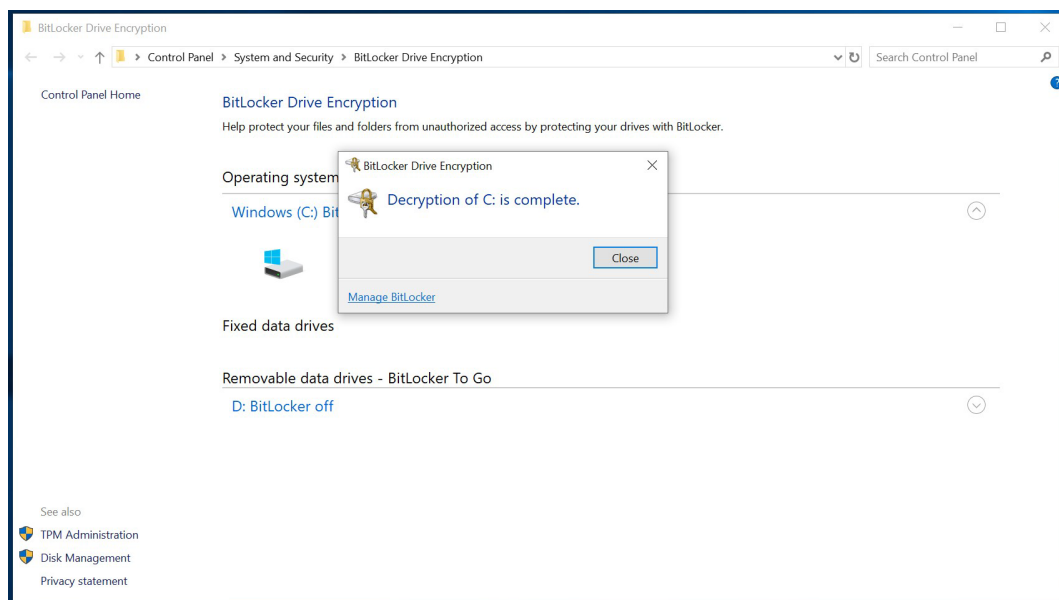 BitLocker Drive Encryption
Control Panel > System and Security > BitLocker Drive Encryption
Search Control Panel
Control Panel Home
BitLocker Drive Encryption
Help protect your files and folders from unauthorized access by protecting your drives with BitLocker.
Operating system
Windows (C:)
BitLocker Drive Encryption
Decryption of C: is complete.
Close
Manage BitLocker
Fixed data drives
Removable data drives - BitLocker To Go
D: BitLocker off
See also
TPM Administration
Disk Management
Privacy statement